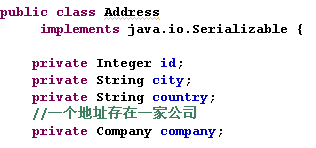 public class Address
implements java.io.Serializable {
private Integer id;
private String city;
private String country;
//一个地址存在一家公司
private Company company;